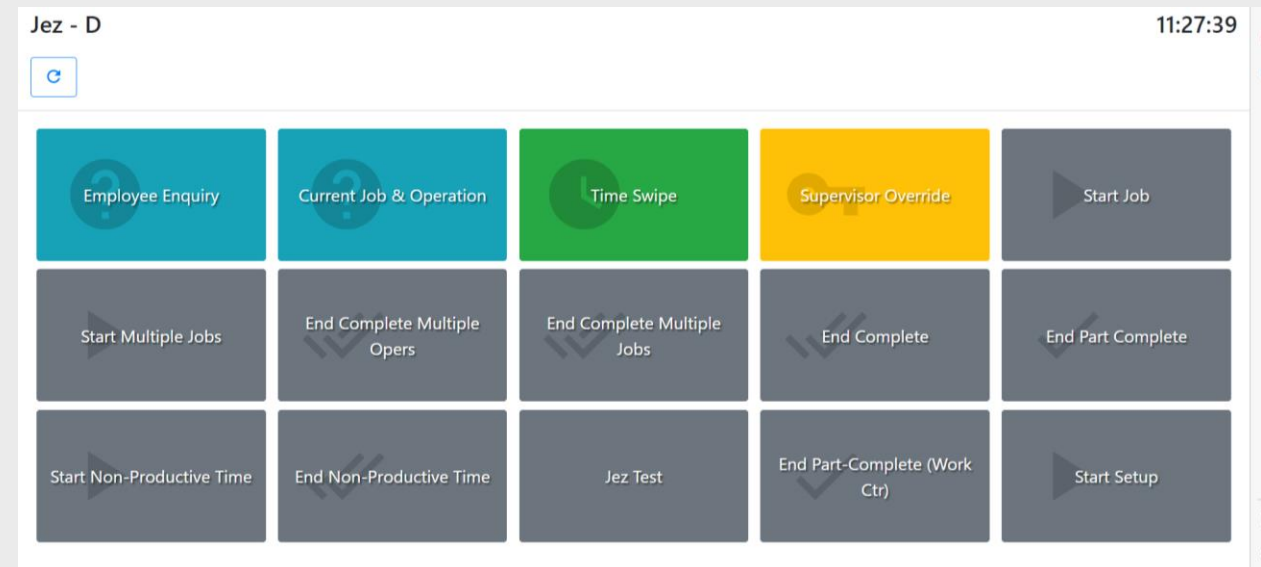 Jez - D
11:27:39
Employee Enquiry
Current Job & Operation
Time Swipe
Supervisor Override
Start Job
Start Multiple Jobs
End Complete Multiple
Opers
End Complete Multiple
Jobs
End Complete
End Part Complete
Start Non-Productive Time
End Non-Productive Time
Jez Test
End Part-Complete (Work
Ctr)
Start Setup